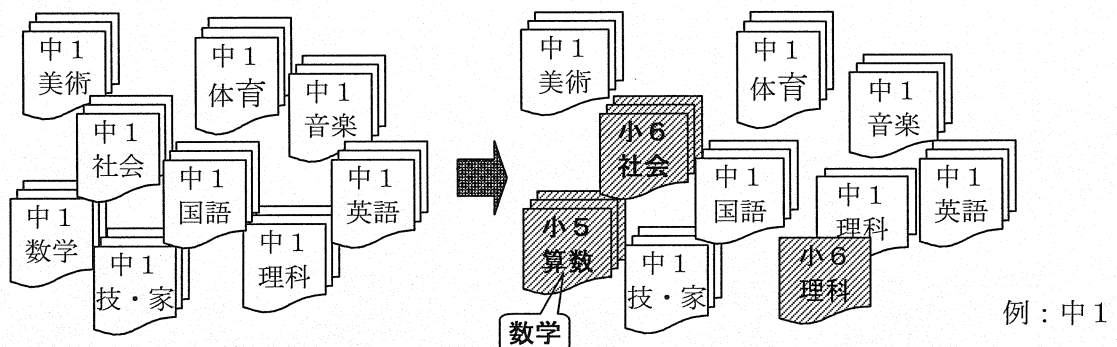 中１
美術
中１
体育
中１
音楽
中１
社会
中１
国語
中１
英語
中１
数学
中１
技・家
中１
理科
中１
美術
中１
体育
中１
音楽
小６
社会
中１
国語
中１
理科
中１
英語
小５
算数
数学
中１
技・家
小６
理科
例：中１